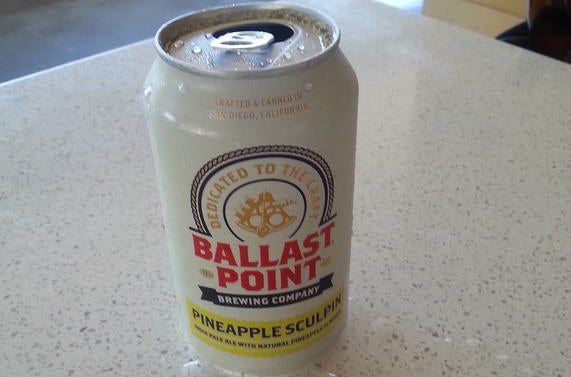 CRAFTED & CANNED IN
SAN DIEGO, CALIFORNIA
DEDICATED TO THE CRAFT
BALLAST
POINT
BREWING COMPANY
PINEAPPLE SCULPIN
INDIA PALE ALE WITH NATURAL PINEAPPLE FLAVOR